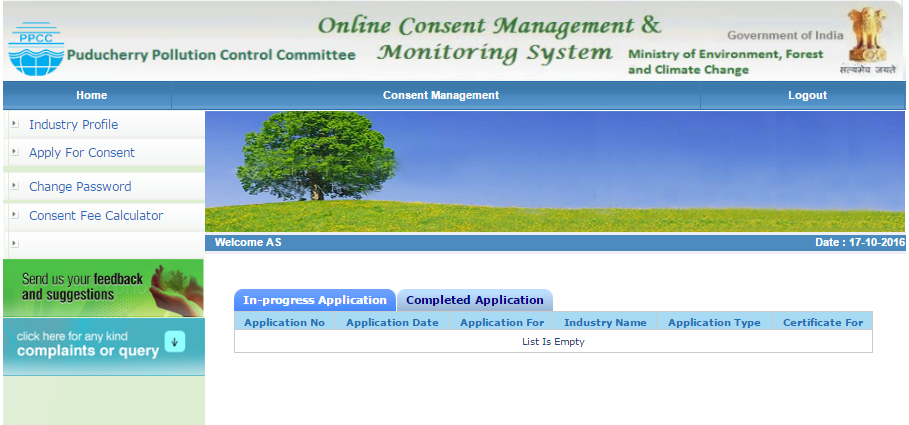 Online Consent Management &
Monitoring System
PPCC
Puducherry Pollution Control Committee
Government of India
Ministry of Environment, Forest
and Climate Change
सत्यमेव जयते
Home
Consent Management
Logout
Industry Profile
Apply For Consent
Change Password
Consent Fee Calculator
Send us your feedback
and suggestions
click here for any kind
complaints or query
Welcome AS
Date : 17-10-2016
In-progress Application
Completed Application
Application No
Application Date
Application For
Industry Name
Application Type
Certificate For
List Is Empty